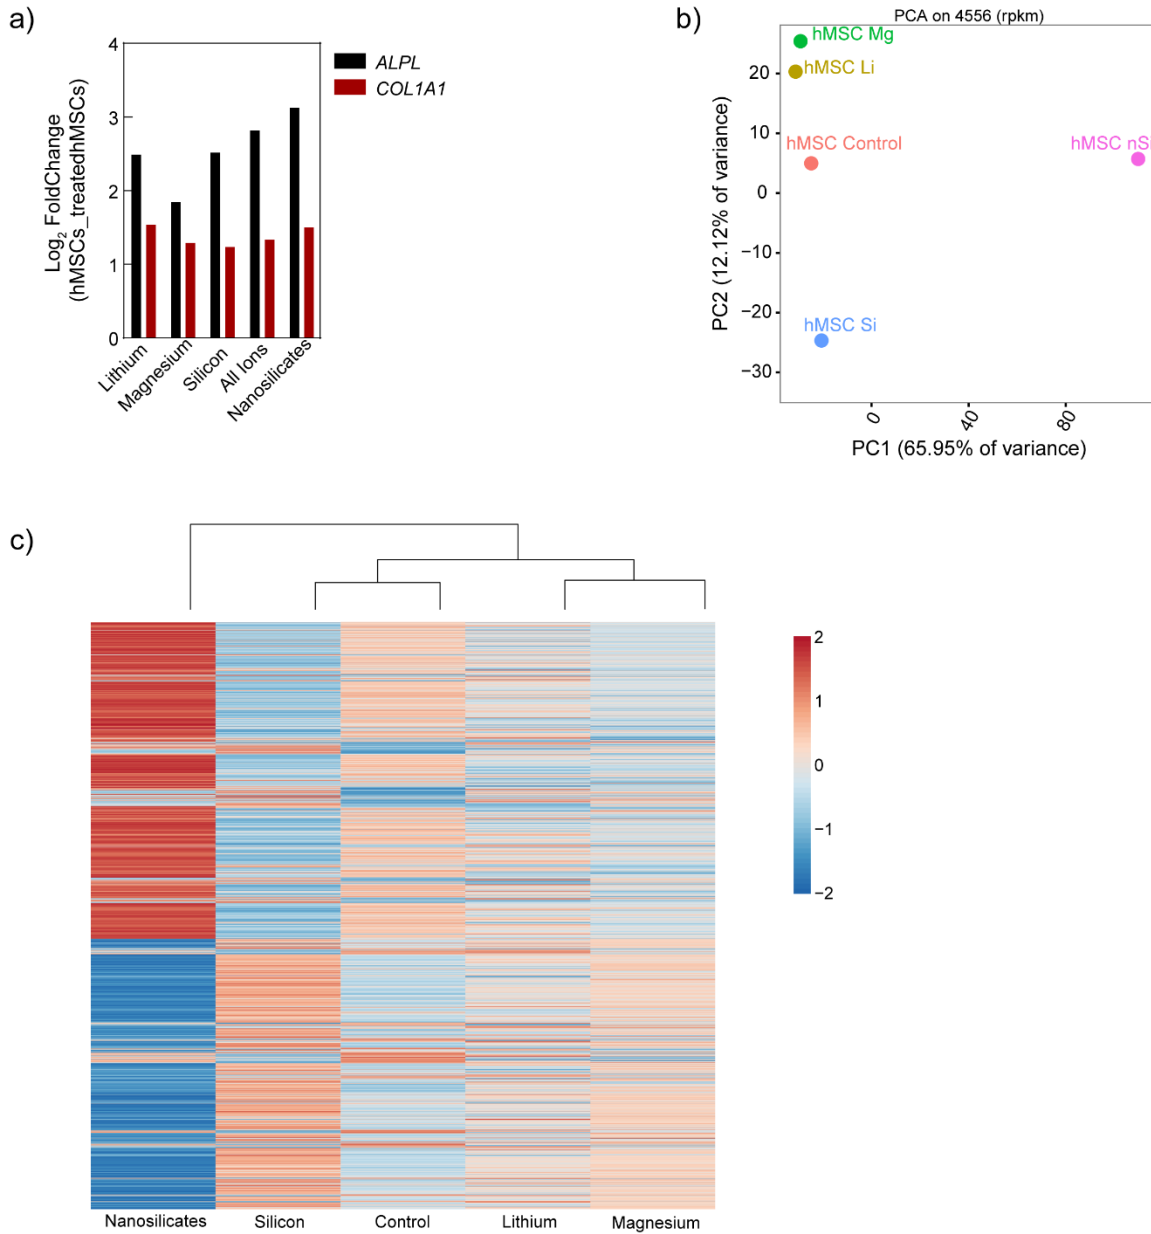 a)
4
3
2
1
0
Log2 FoldChange
(hMSCs_treatedhMSCs)
Lithium
Magnesium
Silicon
All Ions
Nanosilicates
ALPL
COL1A1
b)
PCA on 4556 (rpkm)
hMSC Mg
hMSC Li
hMSC Control
hMSC nSi
hMSC Si
20
10
0
−10
−20
−30
PC2 (12.12% of variance)
0
40
80
PC1 (65.95% of variance)
c)
2
1
0
−1
−2
Nanosilicates
Silicon
Control
Lithium
Magnesium